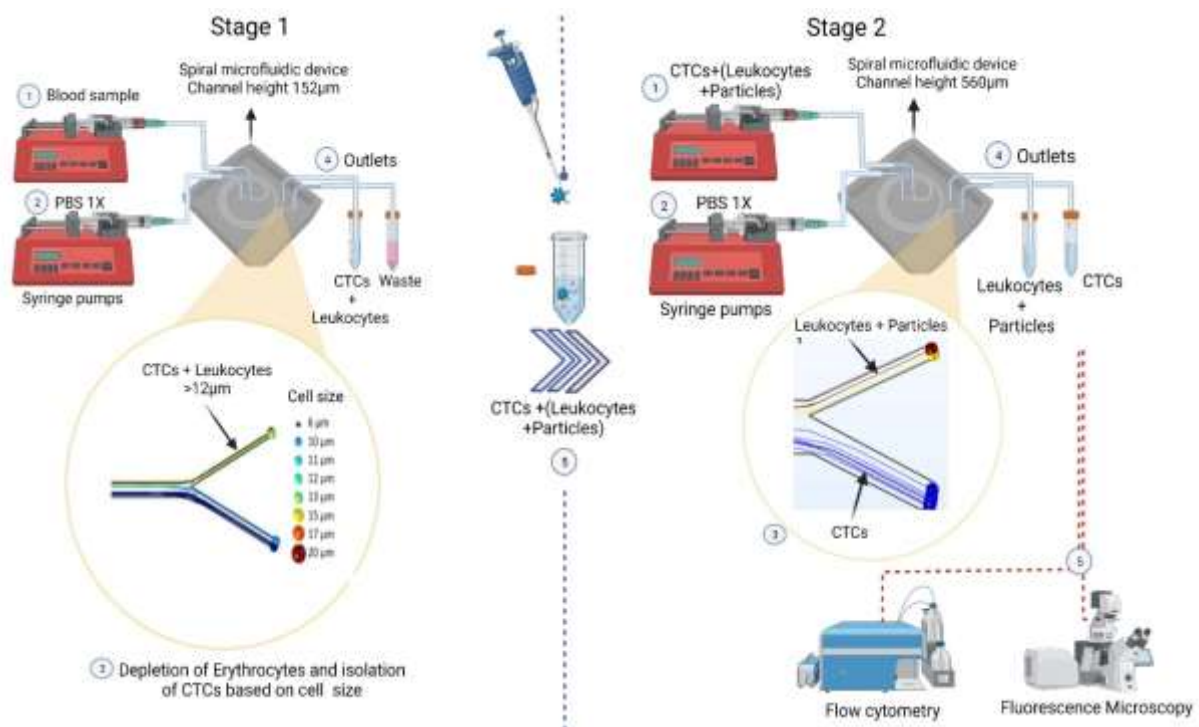 Stage 1
Spiral microfluidic device
Channel height 152µm
1 Blood sample
2 PBS 1X
Syringe pumps
4 Outlets
CTCs
+
Leukocytes
Waste
CTCs + Leukocytes
>12µm
Cell size
10 µm
11 µm
12 µm
13 µm
15 µm
17 µm
20 µm
Depletion of Erythrocytes and isolation
of CTCs based on cell size
CTCs +(Leukocytes
+Particles)
Stage 2
Spiral microfluidic device
Channel height 560µm
1
CTCs+(Leukocytes
+Particles)
2
PBS 1X
Syringe pumps
4 Outlets
Leukocytes
+
Particles
CTCs
Leukocytes + Particles
CTCs
3
5
Flow cytometry
Fluorescence Microscopy